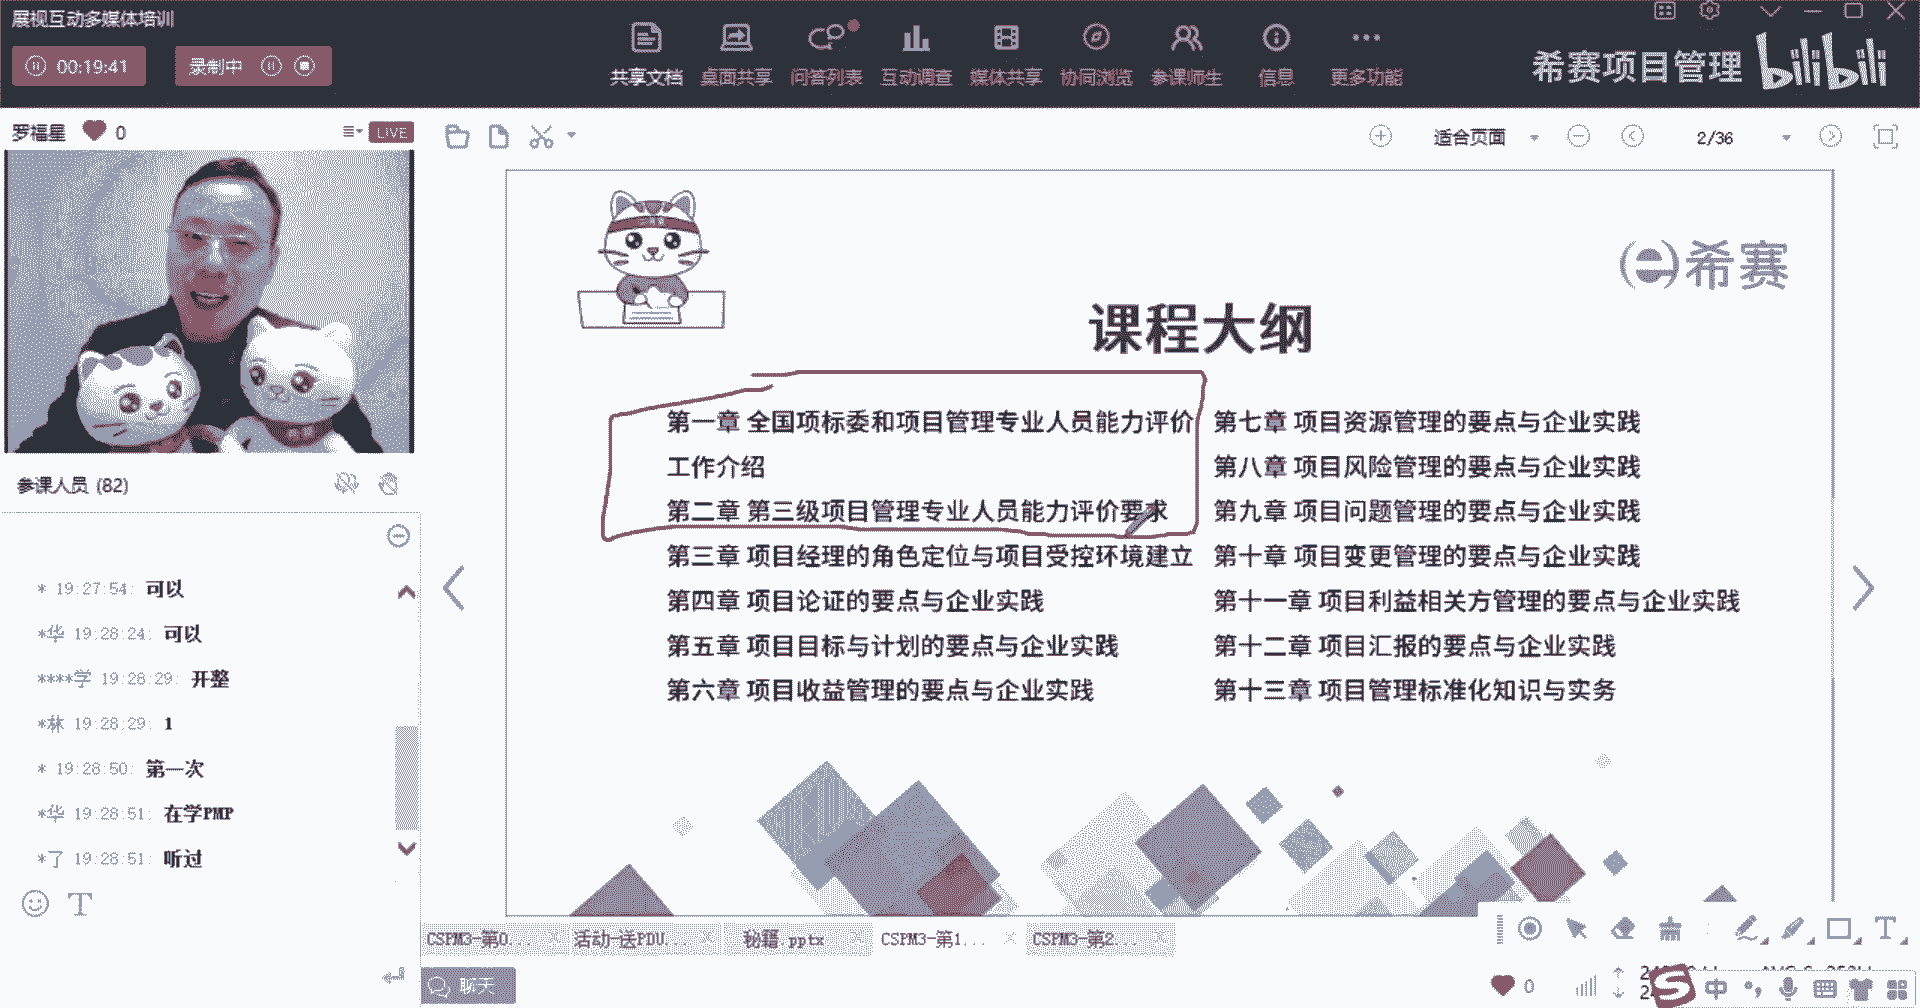 展视互动多媒体培训
00:19:41
录制中
共享文档
桌面共享
问答列表
互动调查
媒体共享
协同浏览
参课师生
信息
更多功能
希赛项目管理
bilibili
罗福星
0
LIVE
适合页面
2/36
希赛
课程大纲
第一章 全国项标委和项目管理专业人员能力评价
工作介绍
第二章 第三级项目管理专业人员能力评价要求
第三章 项目经理的角色定位与项目受控环境建立
第四章 项目论证的要点与企业实践
第五章 项目目标与计划的要点与企业实践
第六章 项目收益管理的要点与企业实践
第七章 项目资源管理的要点与企业实践
第八章 项目风险管理的要点与企业实践
第九章 项目问题管理的要点与企业实践
第十章 项目变更管理的要点与企业实践
第十一章 项目利益相关方管理的要点与企业实践
第十二章 项目汇报的要点与企业实践
第十三章 项目管理标准化知识与实务
参课人员 (82)
* 19:27:54: 可以
*华 19:28:24: 可以
****学 19:28:29: 开整
*林 19:28:29: 1
* 19:28:50: 第一次
*华 19:28:51: 在学PMP
*了 19:28:51: 听过
CSPM3-第0...
活动-送PDU...
秘籍.pptx
CSPM3-第1...
CSPM3-第2...
聊天
0
中